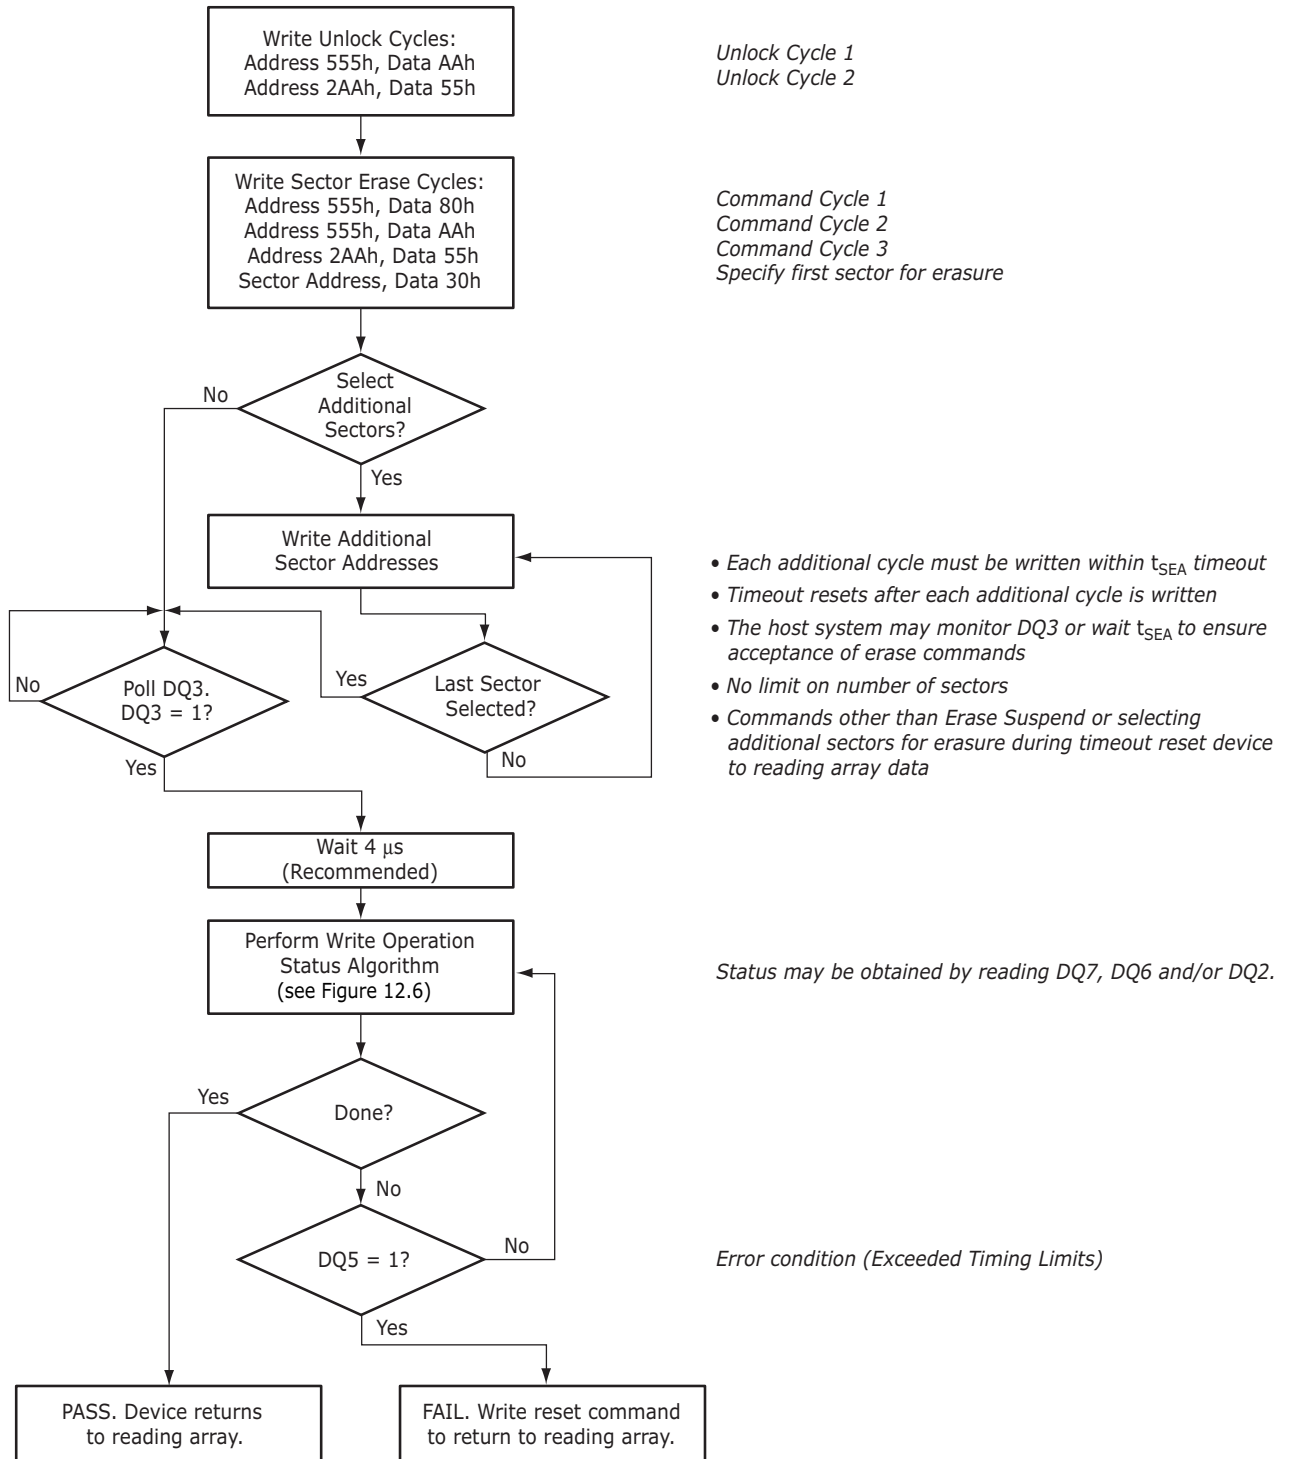 Write Unlock Cycles:
Address 555h, Data AAh
Address 2AAh, Data 55h
Unlock Cycle 1
Unlock Cycle 2
Write Sector Erase Cycles:
Address 555h, Data 80h
Address 555h, Data AAh
Address 2AAh, Data 55h
Sector Address, Data 30h
Command Cycle 1
Command Cycle 2
Command Cycle 3
Specify first sector for erasure
Select
Additional
Sectors?
No
Yes
Write Additional
Sector Addresses
• Each additional cycle must be written within tSEA timeout
• Timeout resets after each additional cycle is written
• The host system may monitor DQ3 or wait tSEA to ensure
acceptance of erase commands
• No limit on number of sectors
• Commands other than Erase Suspend or selecting
additional sectors for erasure during timeout reset device
to reading array data
No
Poll DQ3.
DQ3 = 1?
Yes
Yes
Last Sector
Selected?
No
Wait 4 μs
(Recommended)
Perform Write Operation
Status Algorithm
(see Figure 12.6)
Status may be obtained by reading DQ7, DQ6 and/or DQ2.
Yes
Done?
No
DQ5 = 1?
No
Error condition (Exceeded Timing Limits)
Yes
PASS. Device returns
to reading array.
FAIL. Write reset command
to return to reading array.